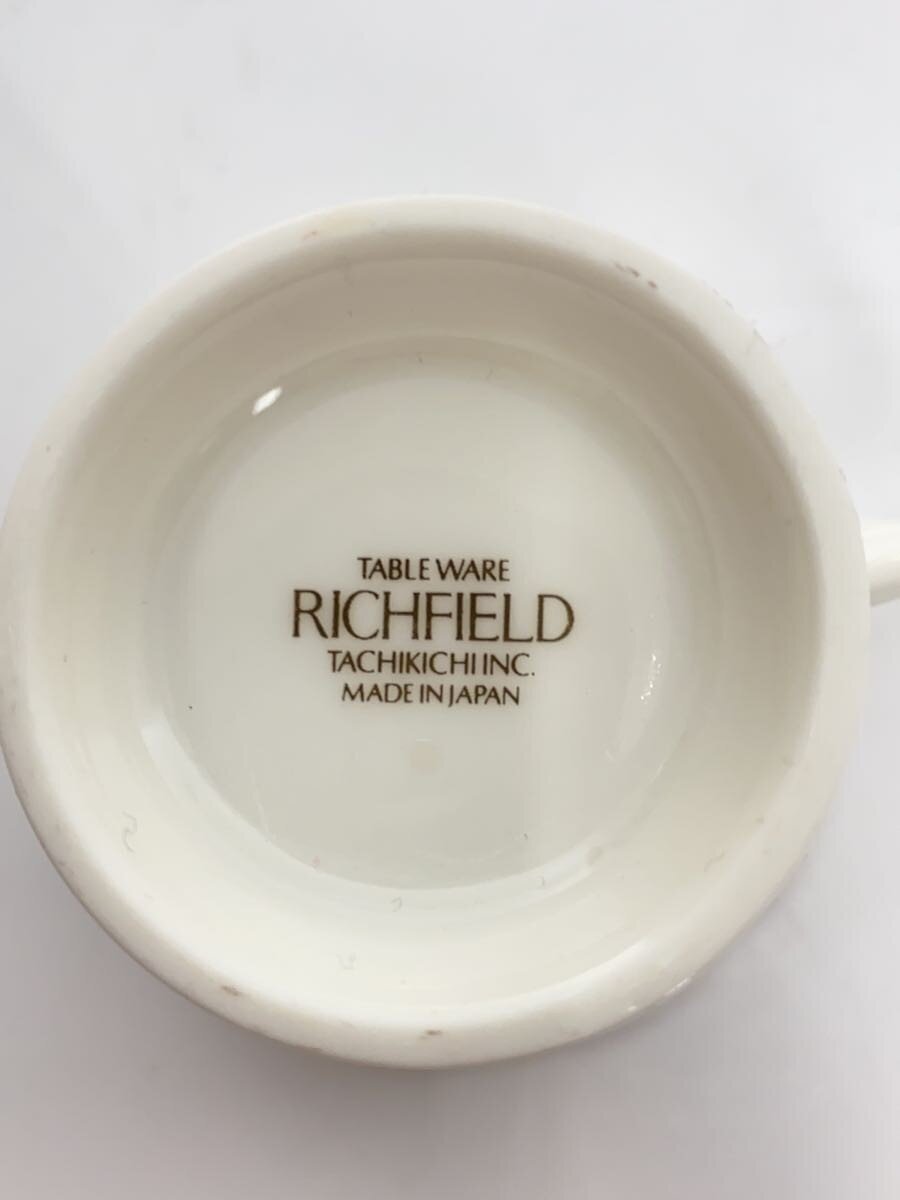 TABLE WARE
RICHFIELD
TACHIKICHI INC.
MADE IN JAPAN